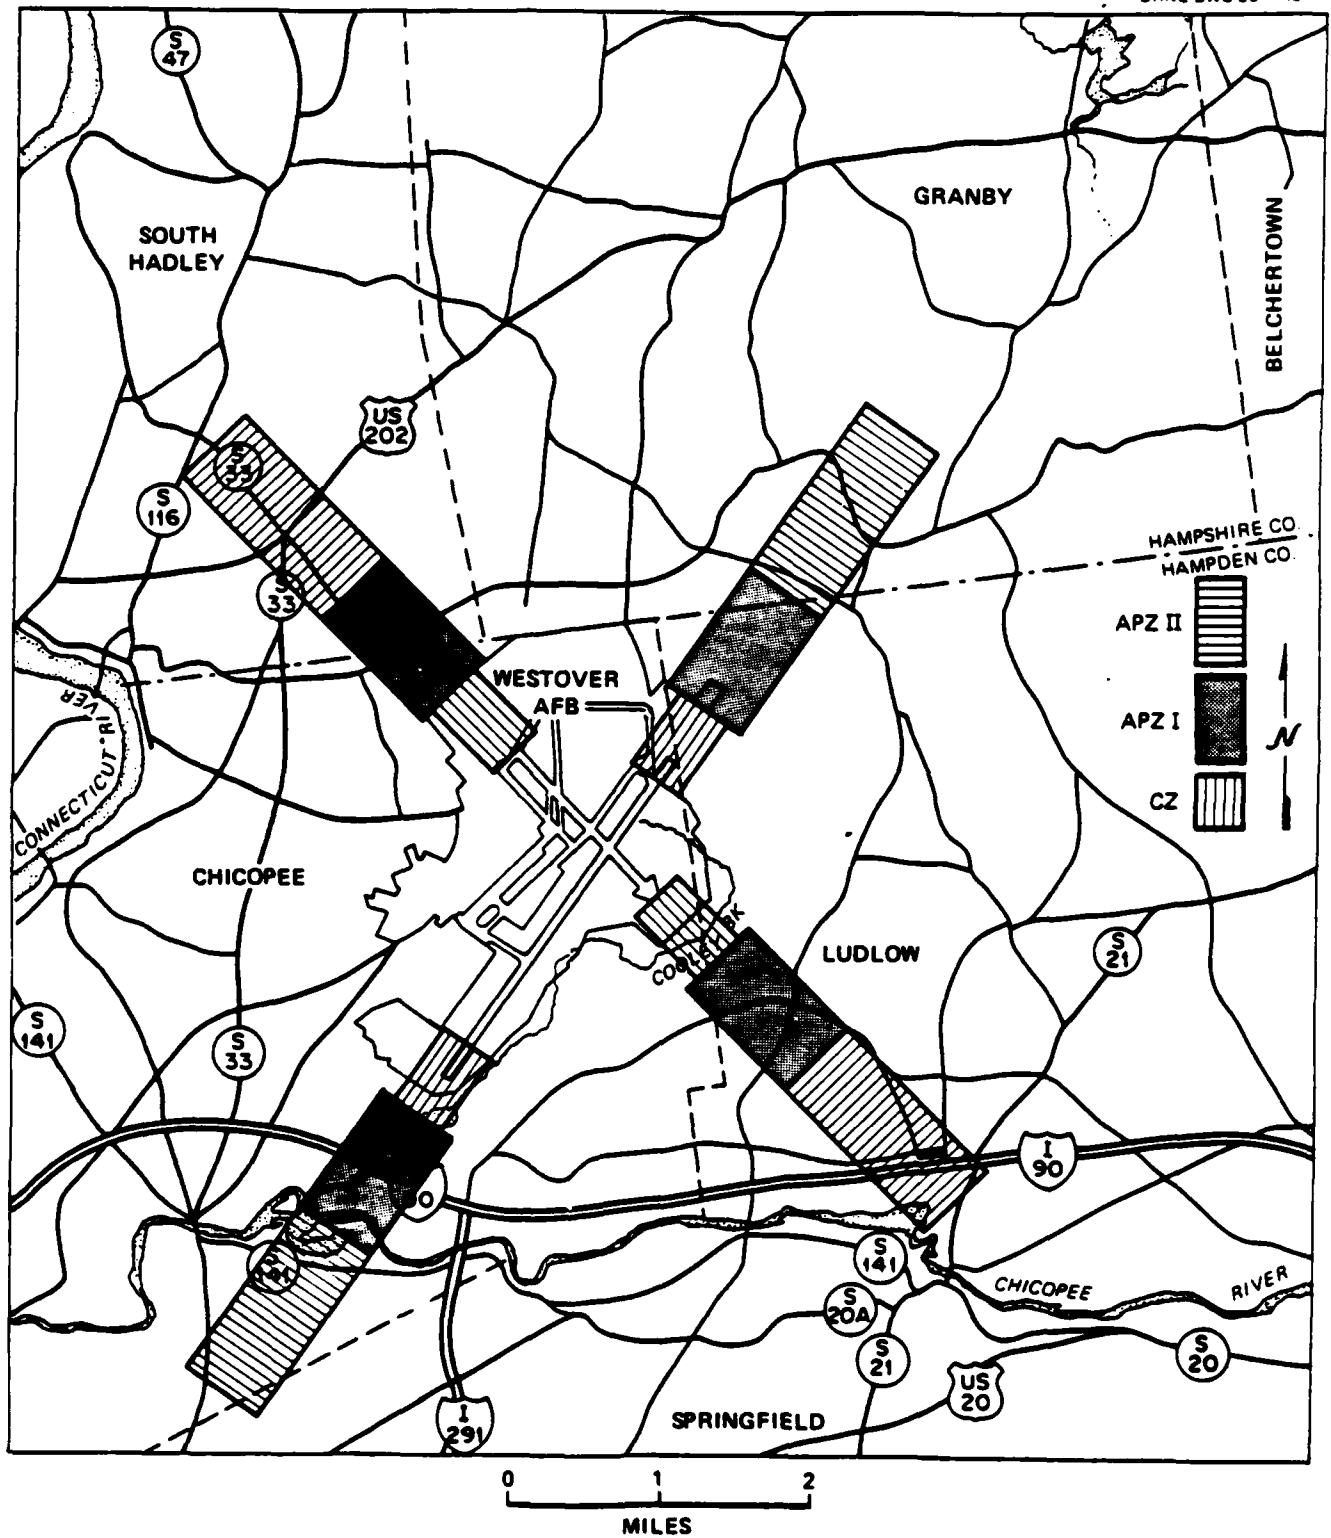 S
47
GRANBY
SOUTH
HADLEY
BELCHERTOWN
US
202
S
33
S
116
HAMPSHIRE CO.
HAMPDEN CO.
S
33
APZ II
WESTOVER
AFB
CONNECTICUT RIVER
APZ I
N
CZ
CHICOPEE
LUDLOW
S
21
S
141
S
33
I
90
S
141
S
141
CHICOPEE
RIVER
S
20A
S
21
S
20
US
20
I
291
SPRINGFIELD
0 1 2
MILES